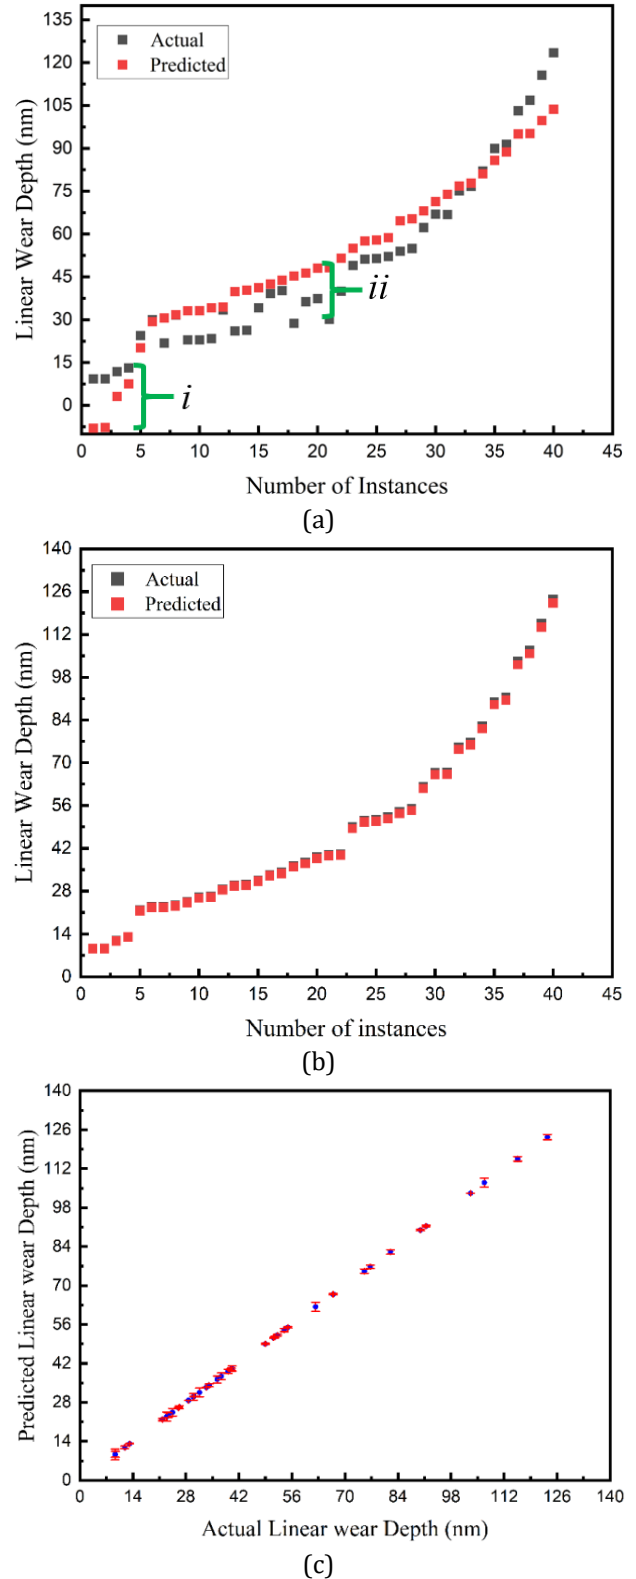 135
120
105
90
75
60
45
30
15
0
Linear Wear Depth (nm)
Actual
Predicted
i
ii
0 5 10 15 20 25 30 35 40 45
Number of Instances
(a)
140
126
112
98
84
70
56
42
28
14
0
Linear Wear Depth (nm)
Actual
Predicted
0 5 10 15 20 25 30 35 40 45
Number of instances
(b)
140
126
112
98
84
70
56
42
28
14
0
Predicted Linear wear Depth (nm)
0 14 28 42 56 70 84 98 112 126 140
Actual Linear wear Depth (nm)
(c)